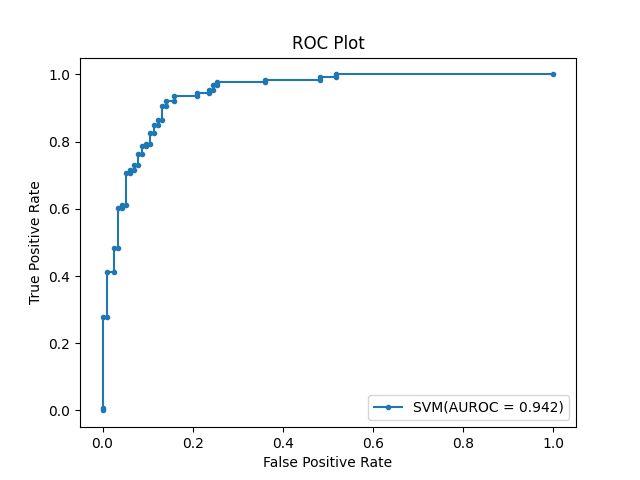 ROC Plot
True Positive Rate
1.0
0.8
0.6
0.4
0.2
0.0
SVM(AUROC = 0.942)
0.0 0.2 0.4 0.6 0.8 1.0
False Positive Rate